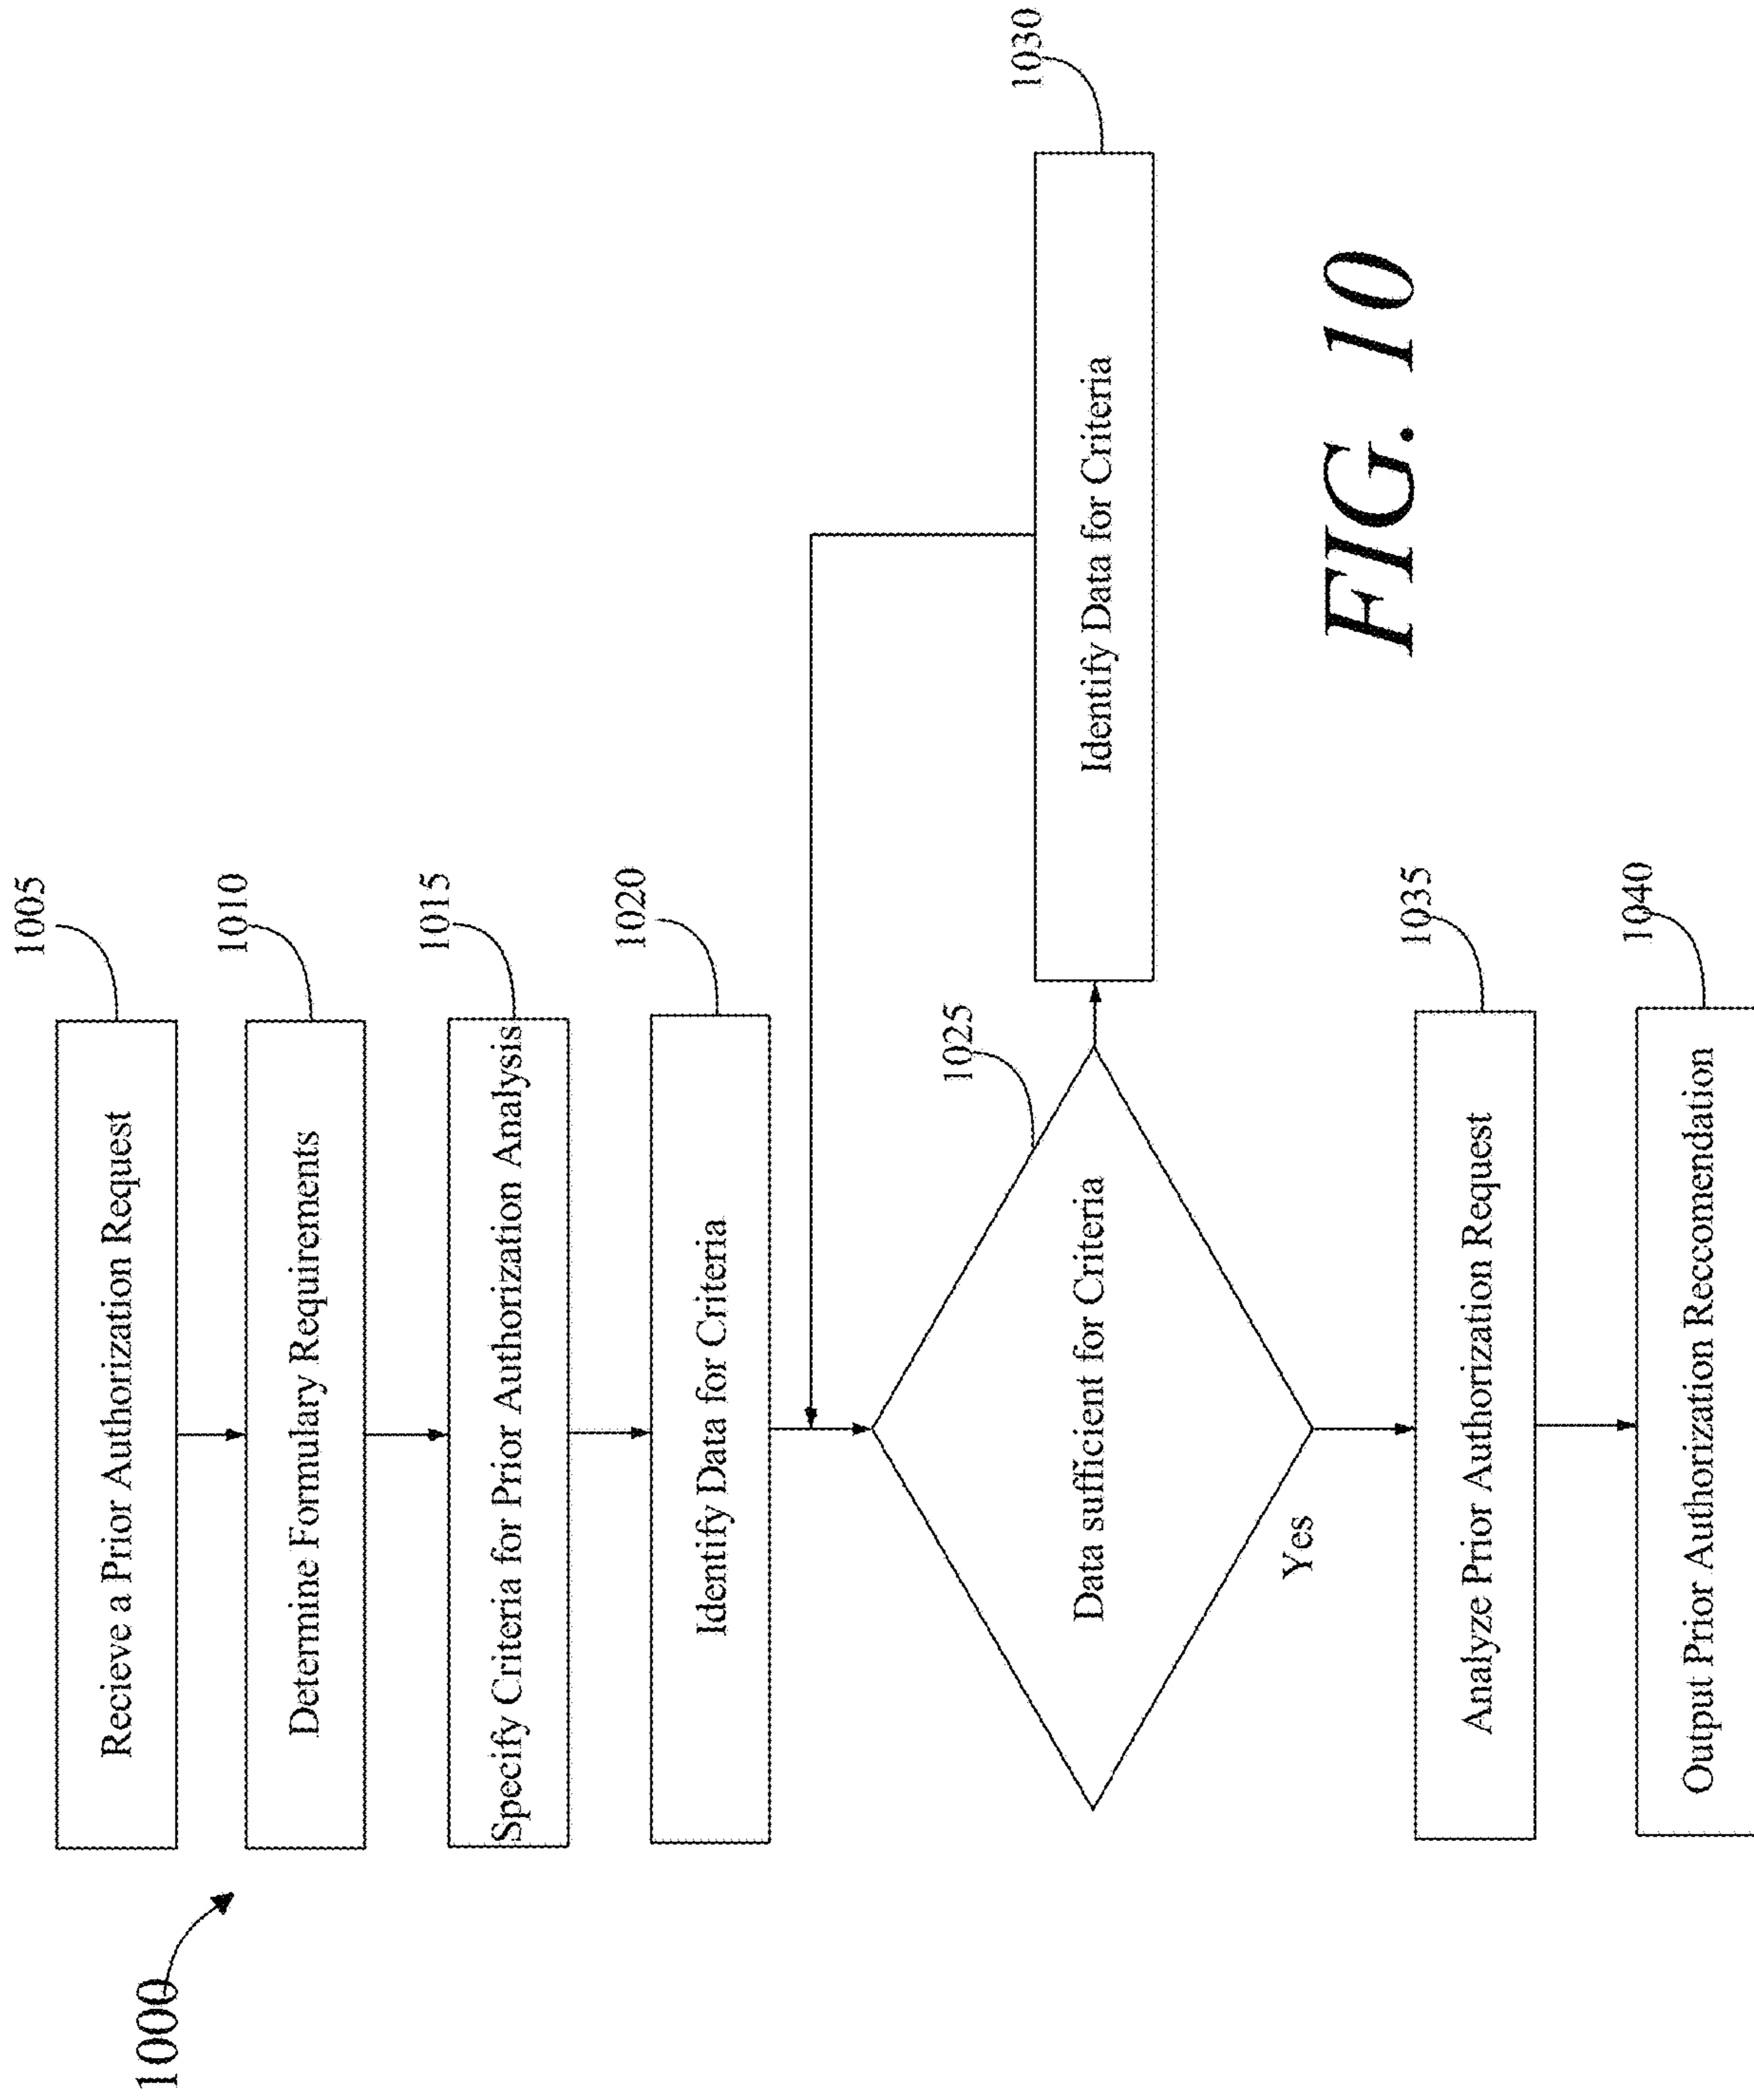 1000
Recieve a Prior Authorization Request
1005
Determine Formulary Requirements
1010
Specify Criteria for Prior Authorization Analysis
1015
Identify Data for Criteria
1020
Data sufficient for Criteria
1025
Identify Data for Criteria
1030
Yes
Analyze Prior Authorization Request
1035
Output Prior Authorization Reccomendation
1040
FIG. 10